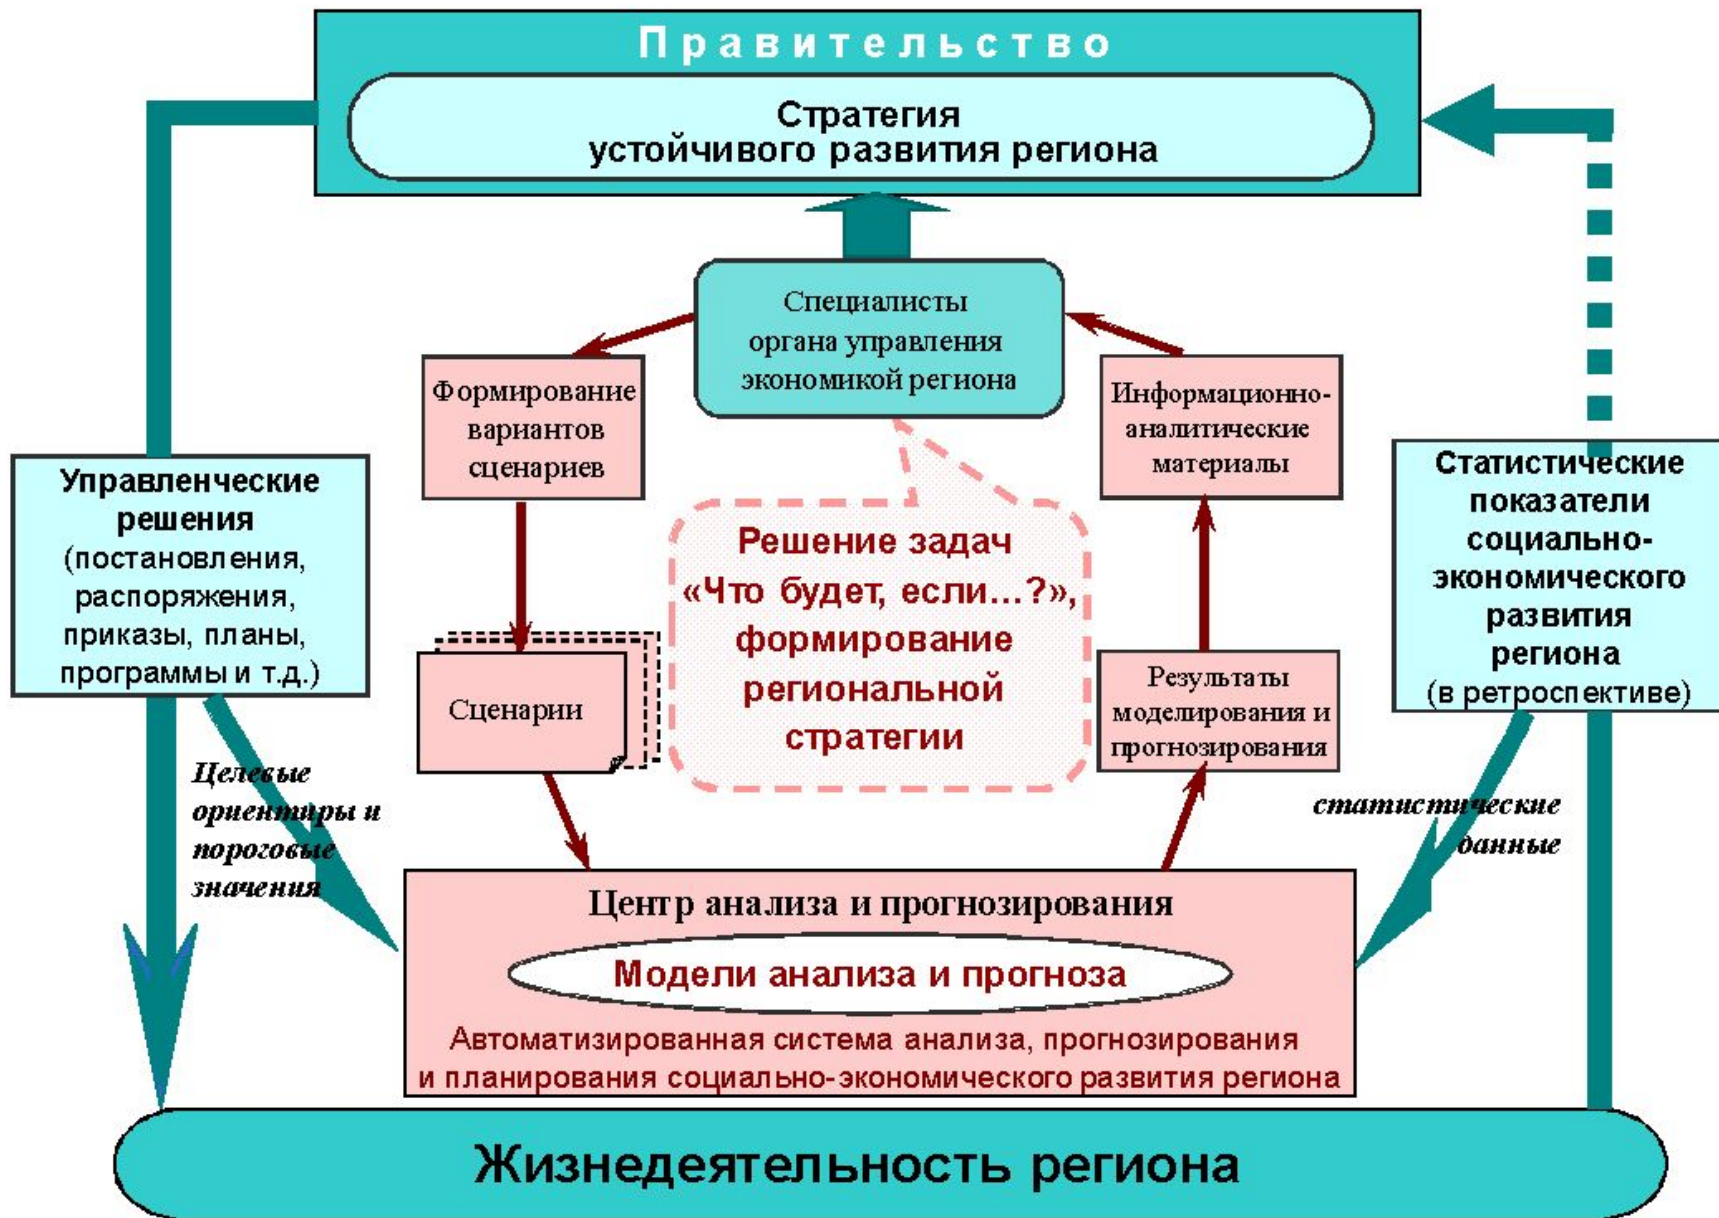 Правительство
Стратегия
устойчивого развития региона
Специалисты
органа управления
экономикой региона
Формирование
вариантов
сценариев
Информационно-
аналитические
материалы
Управленческие
решения
(постановления,
распоряжения,
приказы, планы,
программы и т.д.)
Решение задач
«Что будет, если...?»,
формирование
региональной
стратегии
Статистические
показатели
социально-
экономического
развития
региона
(в ретроспективе)
Сценарии
Результаты
моделирования и
прогнозирования
Целевые
ориентиры и
пороговые
значения
статистические
данные
Центр анализа и прогнозирования
Модели анализа и прогноза
Автоматизированная система анализа, прогнозирования
и планирования социально-экономического развития региона
Жизнедеятельность региона